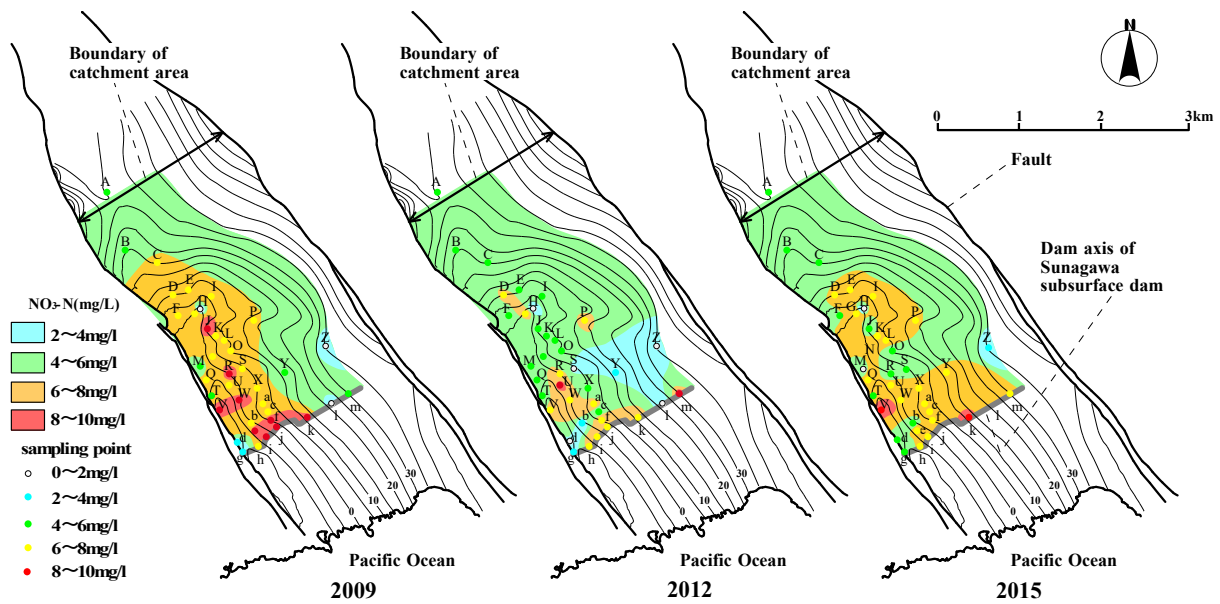 Boundary of
catchment area
Boundary of
catchment area
Boundary of
catchment area
N
0 1 2 3km
Fault
Dam axis of
Sunagawa
subsurface dam
NO3-N(mg/L)
2～4mg/l
4～6mg/l
6～8mg/l
8～10mg/l
sampling point
0～2mg/l
2～4mg/l
4～6mg/l
6～8mg/l
8～10mg/l
A
B
C
D
E
I
H
F
J
K
L
P
O
Z
M
R
S
Y
Q
U
X
T
W
V
a
b
c
d
f
g
h
i
j
k
l
m
0 10 20 30
Pacific Ocean
2009
A
B
C
D
E
I
H
F
J
K
L
P
O
Z
M
R
S
Y
Q
U
X
T
W
V
a
b
c
d
f
g
h
i
j
k
l
m
0 10 20 30
Pacific Ocean
2012
A
B
C
D
E
I
F
G
H
J
K
L
P
N
O
Z
M
R
S
Y
Q
U
X
T
W
V
a
b
c
d
e
f
g
h
i
j
k
l
m
0 10 20 30
Pacific Ocean
2015